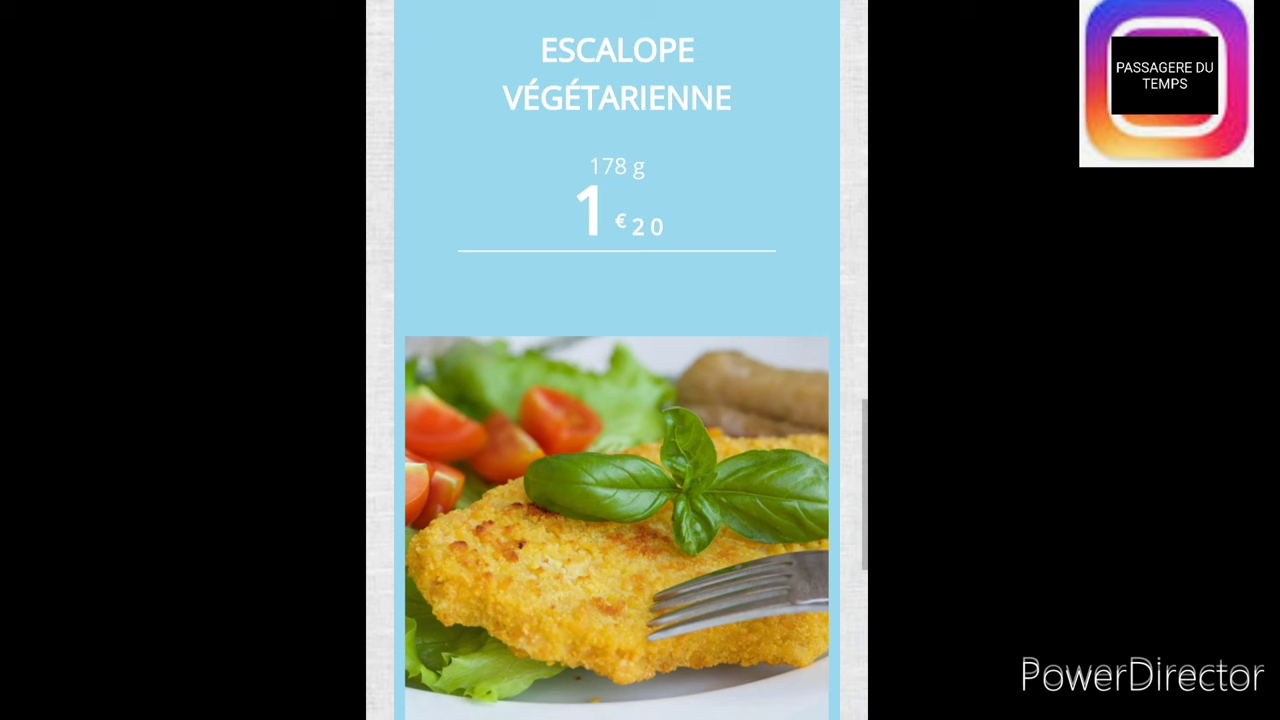 ESCALOPE
VÉGÉTARIENNE
178 g
1 € 20
PASSAGERE DU
TEMPS
PowerDirector